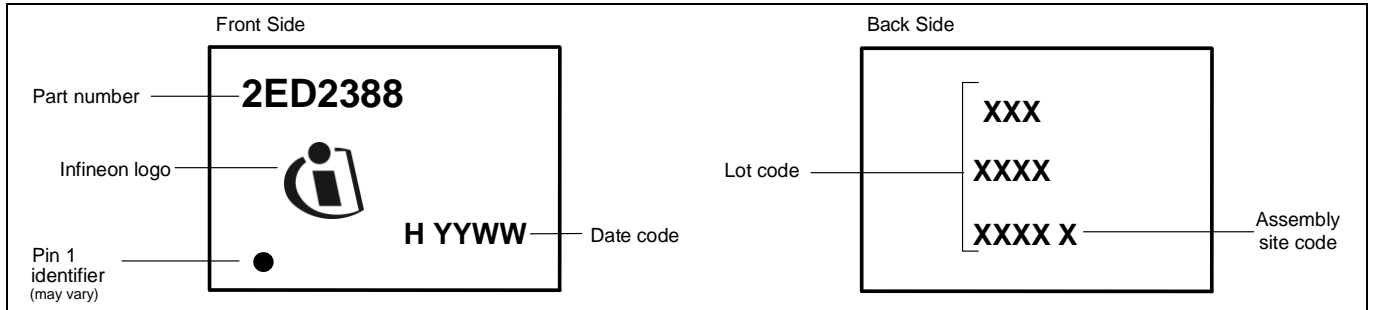 Front Side
Part number
2ED2388
Infineon logo
H YYWW
Date code
Pin 1
identifier
(may vary)
Back Side
XXX
Lot code
XXXX
XXXX X
Assembly
site code